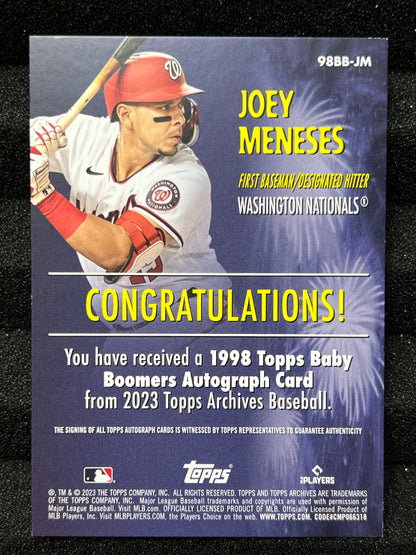 98BB-JM
JOEY
MENESES
FIRST BASEMAN/DESIGNATED HITTER
WASHINGTON NATIONALS®
CONGRATULATIONS!
You have received a 1998 Topps Baby
Boomers Autograph Card
from 2023 Topps Archives Baseball.
THE SIGNING OF ALL TOPPS AUTOGRAPH CARDS IS WITNESSED BY TOPPS REPRESENTATIVES TO GUARANTEE AUTHENTICITY
Topps
MLB PLAYERS
®, TM & © 2023 THE TOPPS COMPANY, INC. ALL RIGHTS RESERVED. TOPPS AND TOPPS ARCHIVES ARE TRADEMARKS
OF THE TOPPS COMPANY, INC. Major League Baseball trademarks and copyrights are used with permission of
Major League Baseball. Visit MLB.com. OFFICIALLY LICENSED PRODUCT OF MLB. Officially Licensed Product of
MLB Players, Inc. Visit MLBPLAYERS.com, the Players Choice on the web. WWW.TOPPS.COM. CODE#CMP066318